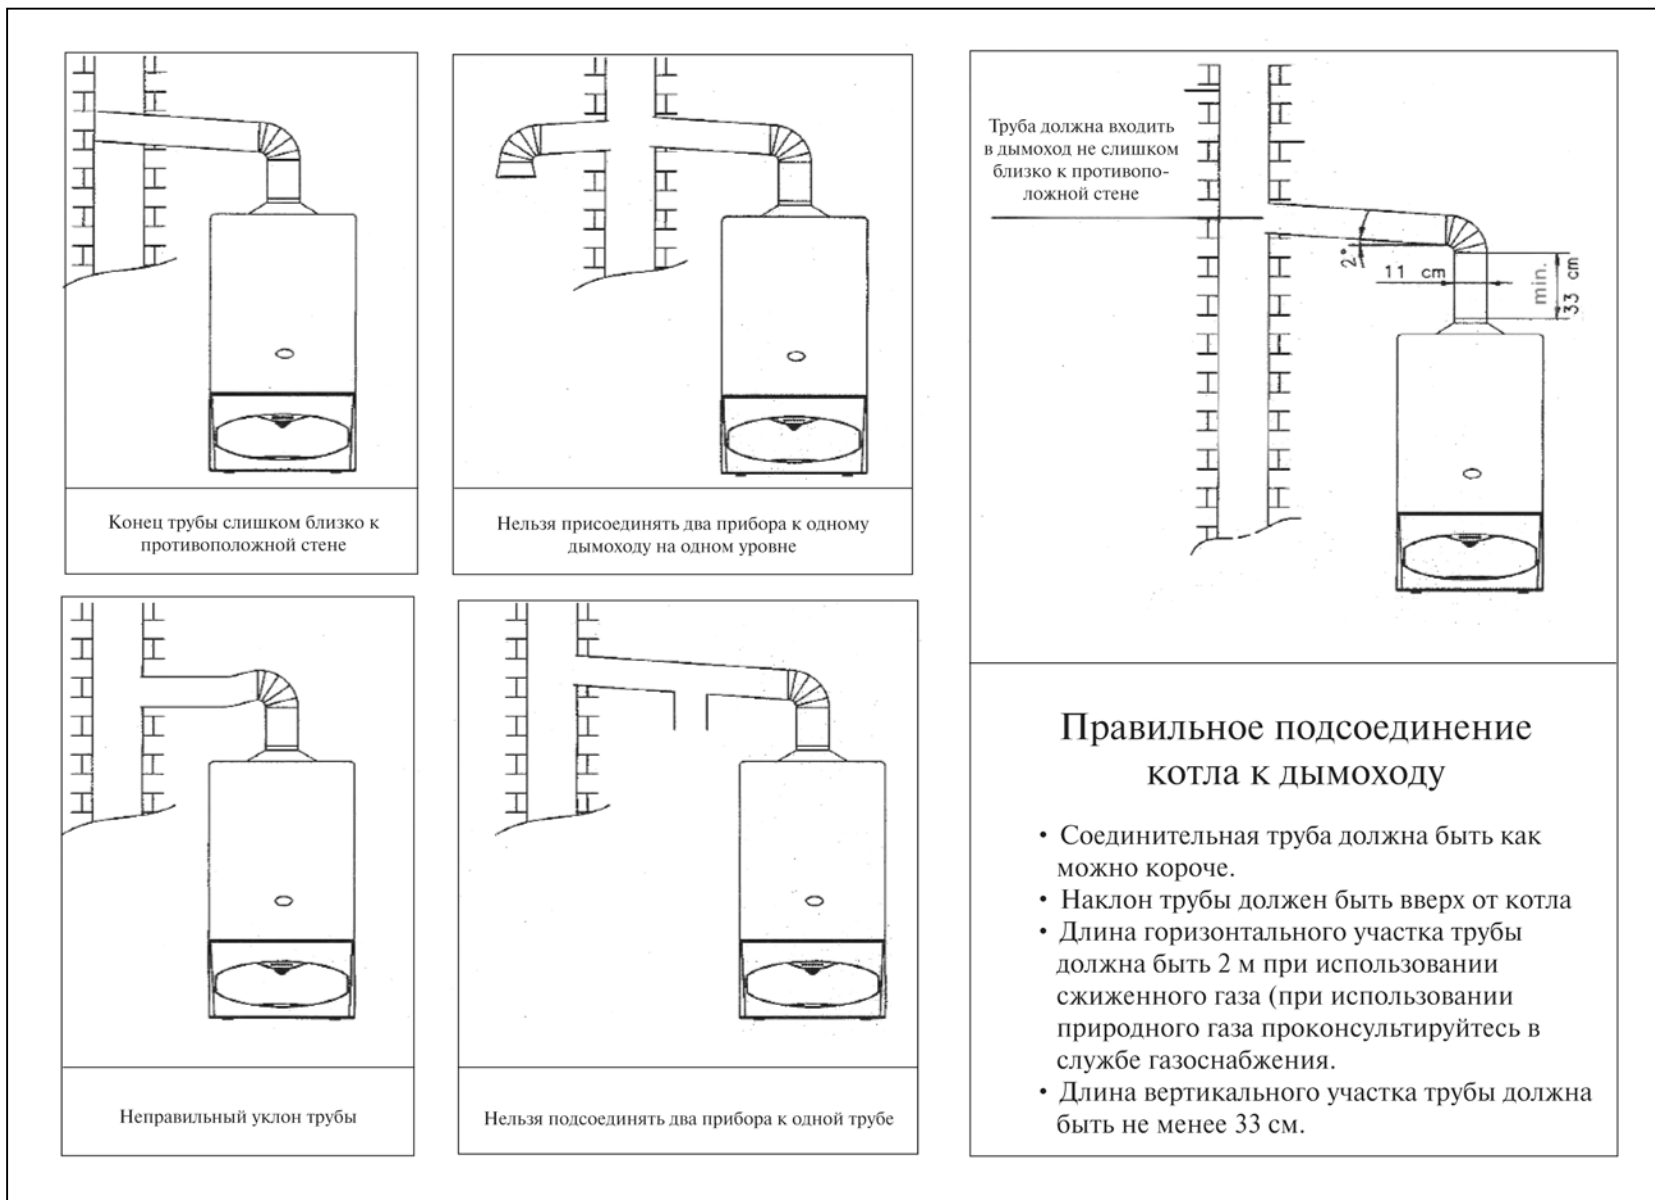 Конец трубы слишком близко к
противоположной стене
Нельзя присоединять два прибора к одному
дымоходу на одном уровне
Неправильный уклон трубы
Нельзя подсоединять два прибора к одной трубе
Труба должна входить
в дымоход не слишком
близко к противопо-
ложной стене
2°
11 cm
min.
33 cm
Правильное подсоединение
котла к дымоходу
• Соединительная труба должна быть как
можно короче.
• Наклон трубы должен быть вверх от котла
• Длина горизонтального участка трубы
должна быть 2 м при использовании
сжиженного газа (при использовании
природного газа проконсультируйтесь в
службе газоснабжения.
• Длина вертикального участка трубы должна
быть не менее 33 см.